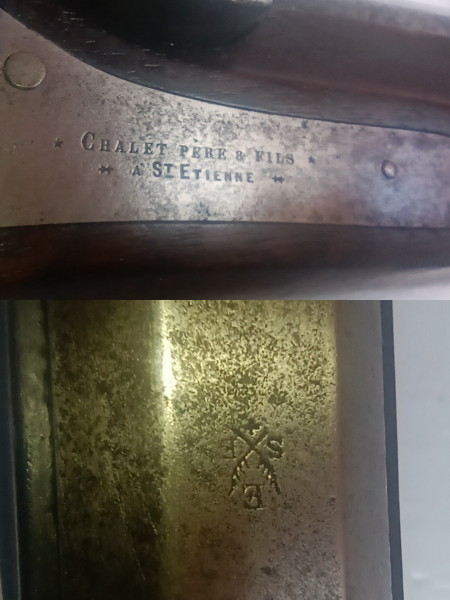 ★ CHALET PERE & FILS ★
A ST ETIENNE
S
E